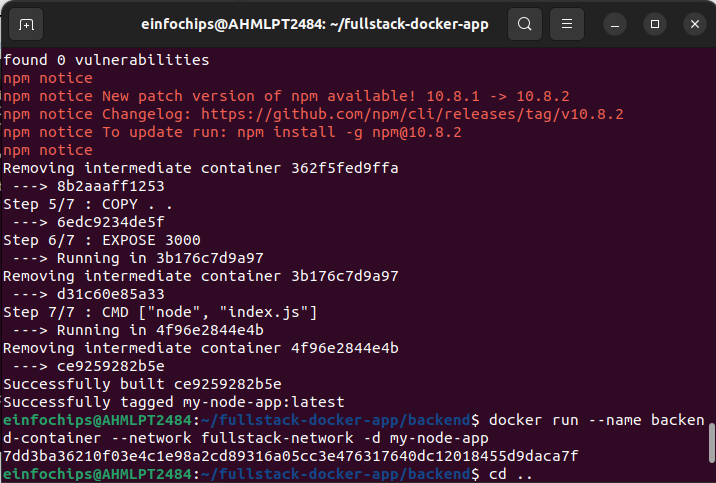 einfochips@AHMLPT2484: ~/fullstack-docker-app
found 0 vulnerabilities
npm notice
npm notice New patch version of npm available! 10.8.1 -> 10.8.2
npm notice Changelog: https://github.com/npm/cli/releases/tag/v10.8.2
npm notice To update run: npm install -g npm@10.8.2
npm notice
Removing intermediate container 362f5fed9ffa
 ---> 8b2aaaff1253
Step 5/7 : COPY . .
 ---> 6edc9234de5f
Step 6/7 : EXPOSE 3000
 ---> Running in 3b176c7d9a97
Removing intermediate container 3b176c7d9a97
 ---> d31c60e85a33
Step 7/7 : CMD ["node", "index.js"]
 ---> Running in 4f96e2844e4b
Removing intermediate container 4f96e2844e4b
 ---> ce9259282b5e
Successfully built ce9259282b5e
Successfully tagged my-node-app:latest
einfochips@AHMLPT2484:~/fullstack-docker-app/backend$ docker run --name backen
d-container --network fullstack-network -d my-node-app
7dd3ba36210f03e4c1e98a2cd89316a05cc3e476317640dc12018455d9daca7f
einfochips@AHMLPT2484:~/fullstack-docker-app/backend$ cd ..